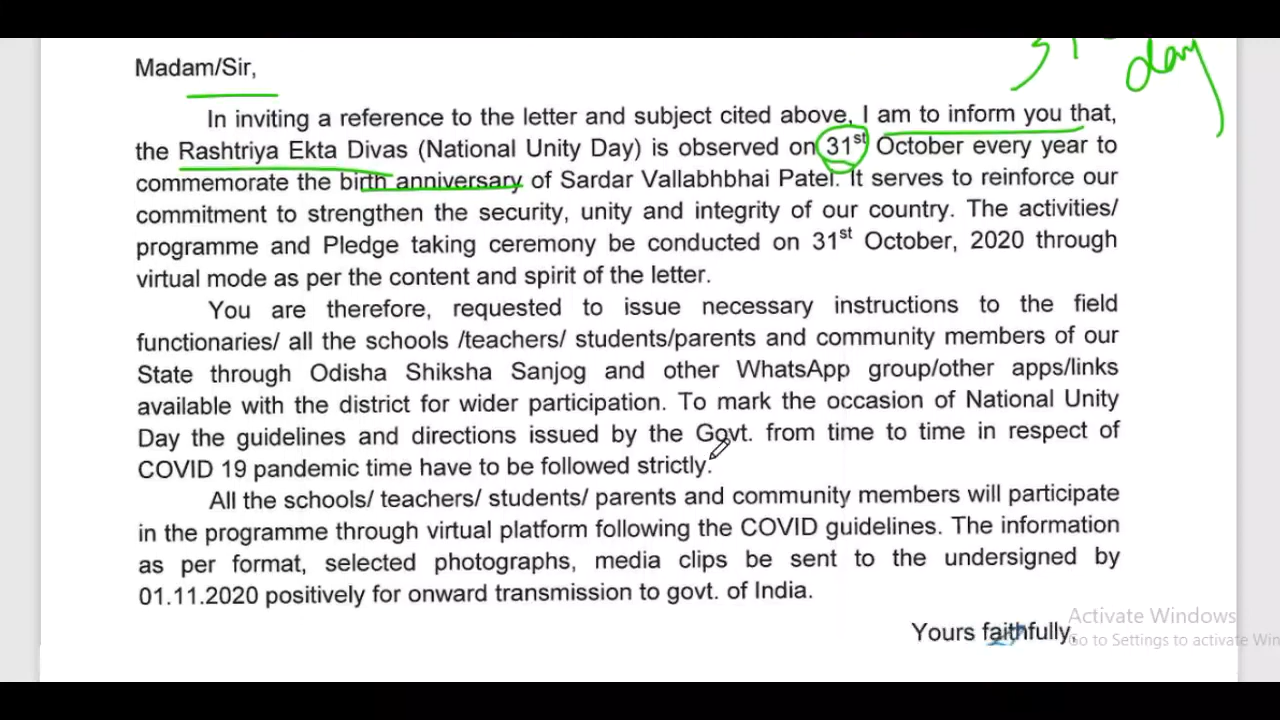 31
day
Madam/Sir,
In inviting a reference to the letter and subject cited above, I am to inform you that,
the Rashtriya Ekta Divas (National Unity Day) is observed on 31st October every year to
commemorate the birth anniversary of Sardar Vallabhbhai Patel. It serves to reinforce our
commitment to strengthen the security, unity and integrity of our country. The activities/
programme and Pledge taking ceremony be conducted on 31st October, 2020 through
virtual mode as per the content and spirit of the letter.
You are therefore, requested to issue necessary instructions to the field
functionaries/ all the schools /teachers/ students/parents and community members of our
State through Odisha Shiksha Sanjog and other WhatsApp group/other apps/links
available with the district for wider participation. To mark the occasion of National Unity
Day the guidelines and directions issued by the Govt. from time to time in respect of
COVID 19 pandemic time have to be followed strictly.
All the schools/ teachers/ students/ parents and community members will participate
in the programme through virtual platform following the COVID guidelines. The information
as per format, selected photographs, media clips be sent to the undersigned by
01.11.2020 positively for onward transmission to govt. of India.
Yours faithfully,
Activate Windows
Go to Settings to activate Win